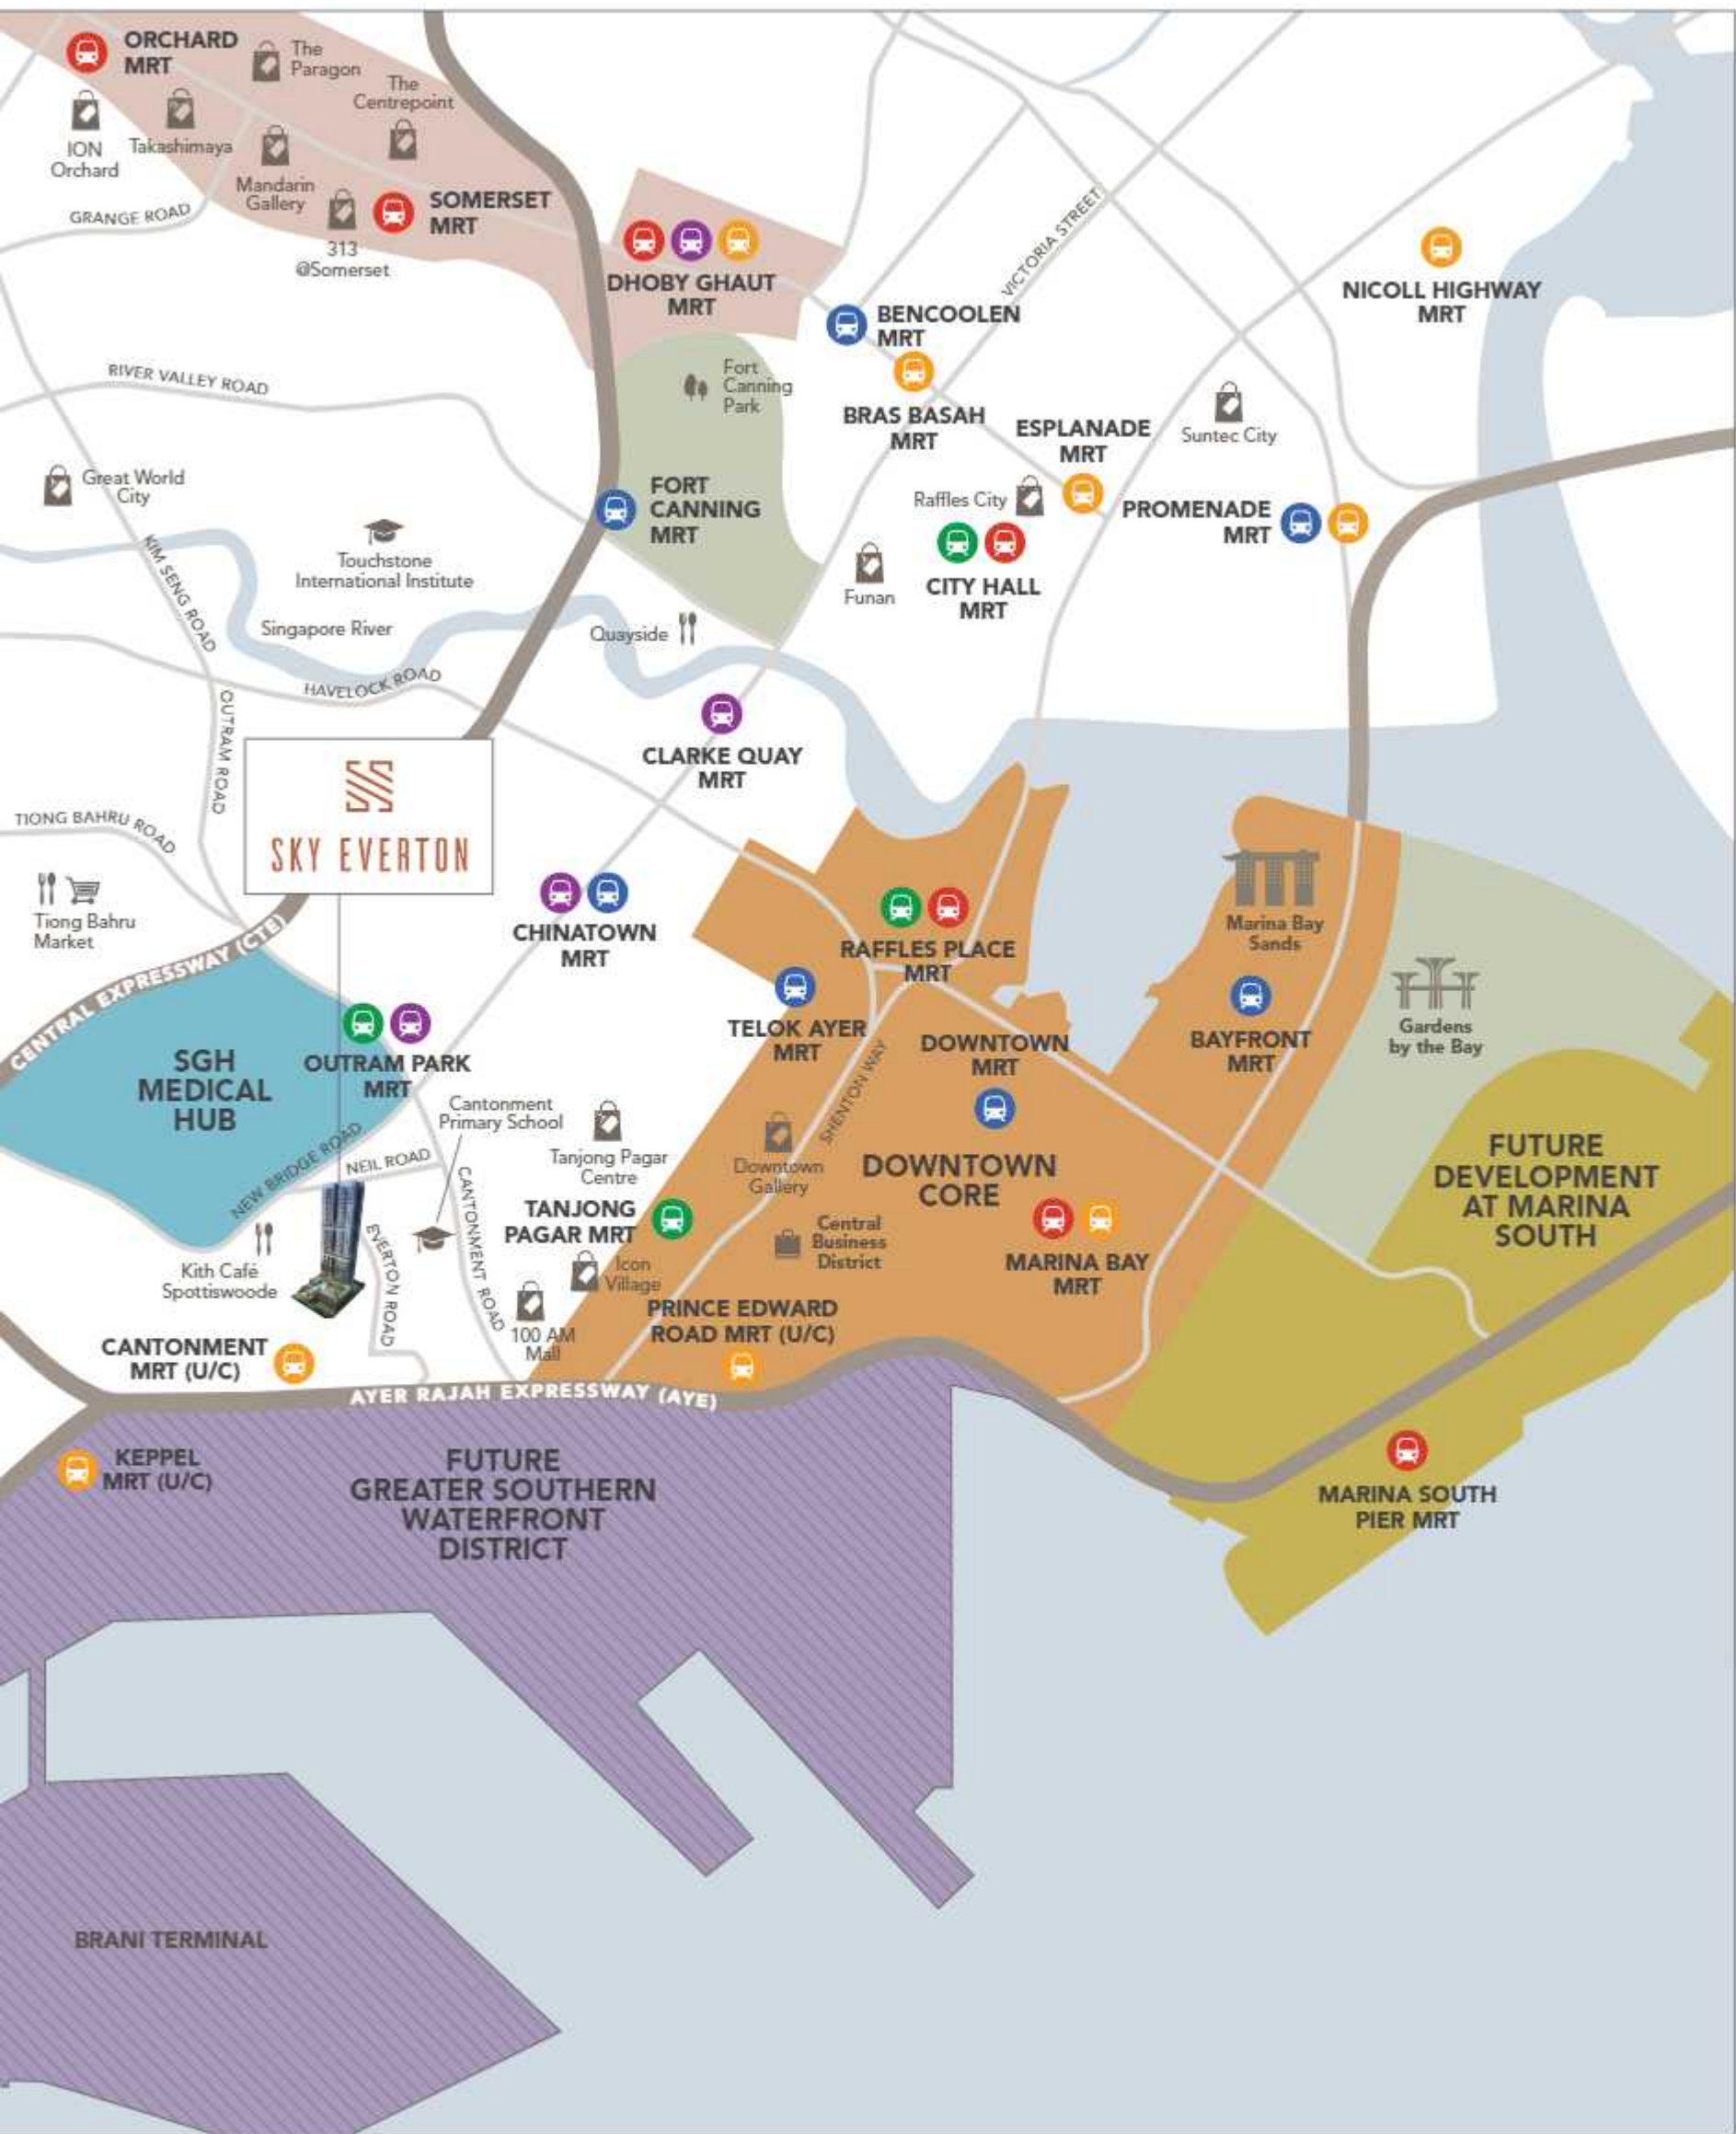 ORCHARD
MRT
The
Paragon
The
Centrepoint
ION
Orchard
Takashimaya
Mandarin
Gallery
GRANGE ROAD
313
@Somerset
SOMERSET
MRT
DHOBY GHAUT
MRT
VICTORIA STREET
NICOLL HIGHWAY
MRT
BENCOOLEN
MRT
RIVER VALLEY ROAD
Fort
Canning
Park
BRAS BASAH
MRT
ESPLANADE
MRT
Suntec City
Great World
City
FORT
CANNING
MRT
Raffles City
PROMENADE
MRT
KIM SENG ROAD
Touchstone
International Institute
Funan
CITY HALL
MRT
Singapore River
Quayside
HAVELOCK ROAD
OUTRAM ROAD
CLARKE QUAY
MRT
TIONG BAHRU ROAD
SKY EVERTON
Tiong Bahru
Market
CHINATOWN
MRT
RAFFLES PLACE
MRT
Marina Bay
Sands
CENTRAL EXPRESSWAY (CTE)
TELOK AYER
MRT
DOWNTOWN
MRT
BAYFRONT
MRT
Gardens
by the Bay
SGH
MEDICAL
HUB
OUTRAM PARK
MRT
Cantonment
Primary School
SHENTON WAY
NEW BRIDGE ROAD
NEIL ROAD
Tanjong Pagar
Centre
Downtown
Gallery
DOWNTOWN
CORE
FUTURE
DEVELOPMENT
AT MARINA
SOUTH
CANTONMENT ROAD
TANJONG
PAGAR MRT
Central
Business
District
EVERTON ROAD
Kith Café
Spottiswoode
Icon
Village
MARINA BAY
MRT
100 AM
Mall
PRINCE EDWARD
ROAD MRT (U/C)
CANTONMENT
MRT (U/C)
AYER RAJAH EXPRESSWAY (AYE)
KEPPEL
MRT (U/C)
FUTURE
GREATER SOUTHERN
WATERFRONT
DISTRICT
MARINA SOUTH
PIER MRT
BRANI TERMINAL